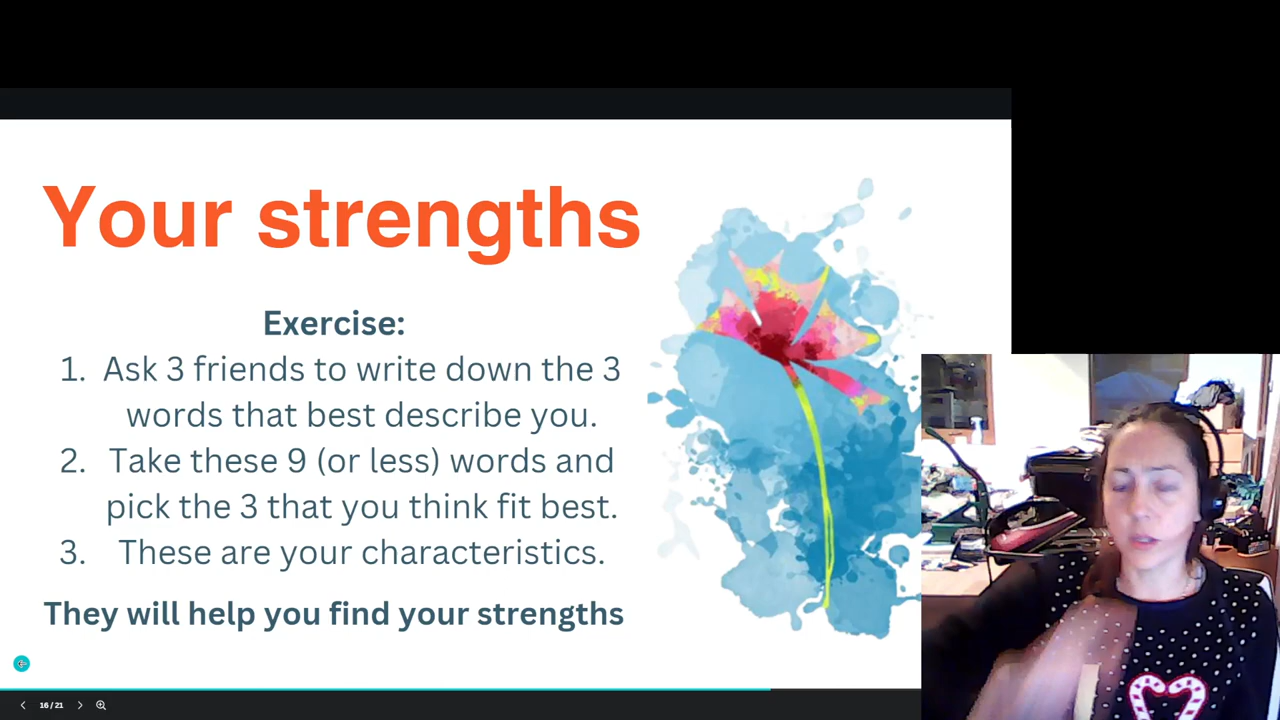 Your strengths
Exercise:
1. Ask 3 friends to write down the 3
words that best describe you.
2. Take these 9 (or less) words and
pick the 3 that you think fit best.
3. These are your characteristics.
They will help you find your strengths
16 / 21